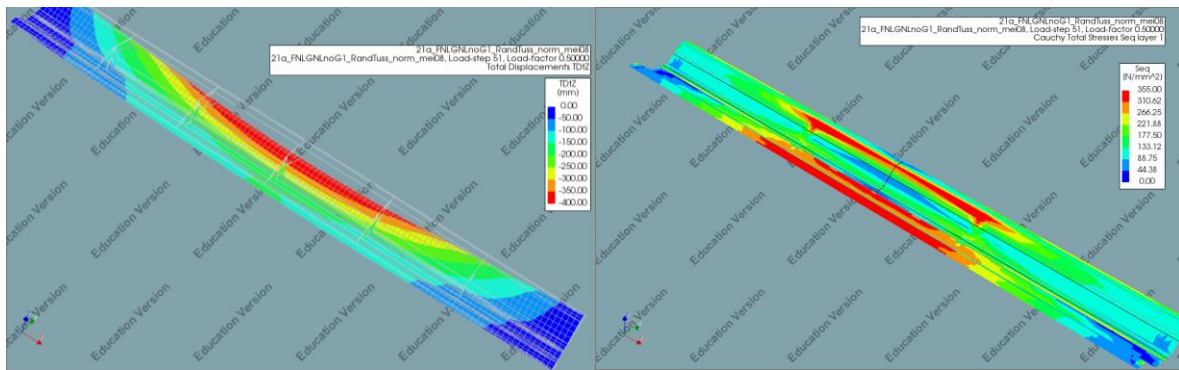 21a_FNLGNLnoG1_RandTuss_norm_mei08
21a_FNLGNLnoG1_RandTuss_norm_mei08, Load-step 51, Load-factor 0.50000
Total Displacements TDtZ
TDtZ
(mm)
0.00
-50.00
-100.00
-150.00
-200.00
-250.00
-300.00
-350.00
-400.00
21a_FNLGNLnoG1_RandTuss_norm_mei08
21a_FNLGNLnoG1_RandTuss_norm_mei08, Load-step 51, Load-factor 0.50000
Cauchy Total Stresses Seq layer 1
Seq
(N/mm^2)
355.00
310.62
266.25
221.88
177.50
133.12
88.75
44.38
0.00
Education Version